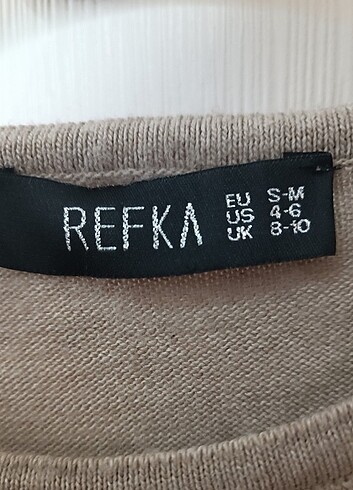 REFKA
EU S-M
US 4-6
UK 8-10